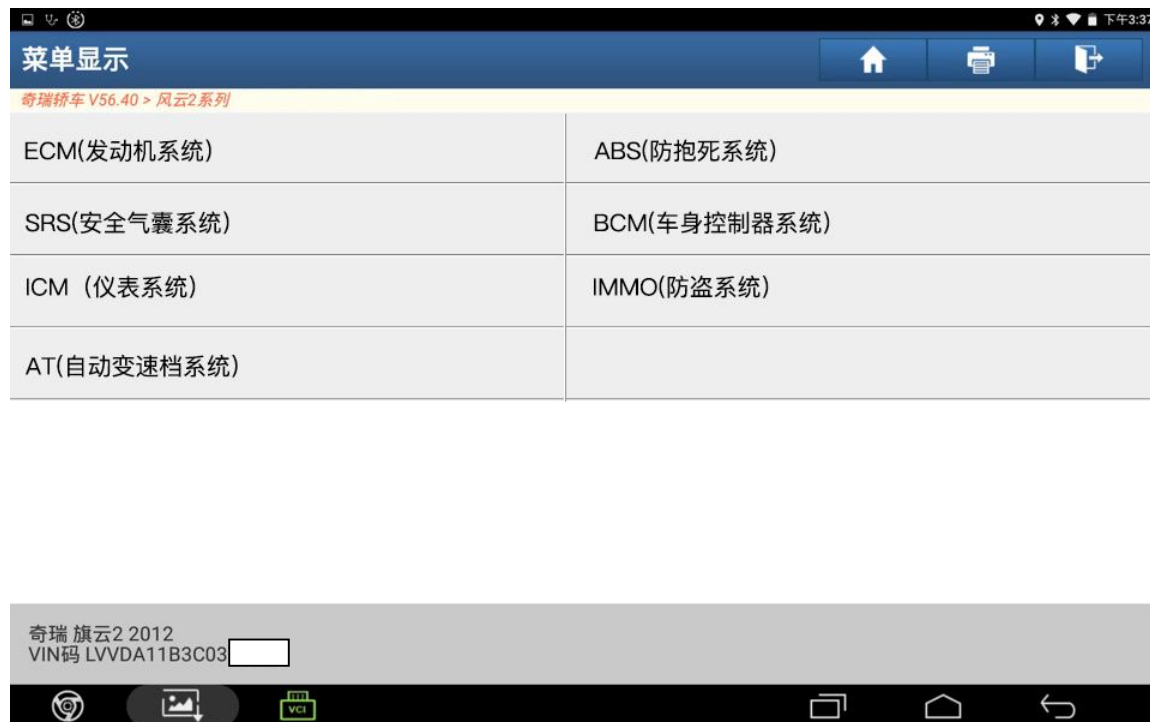 下午3:37
菜单显示
奇瑞轿车 V56.40 > 风云2系列
ECM(发动机系统)
ABS(防抱死系统)
SRS(安全气囊系统)
BCM(车身控制器系统)
ICM（仪表系统）
IMMO(防盗系统)
AT(自动变速档系统)
奇瑞 旗云2 2012
VIN码 LVVDA11B3C03
VCI